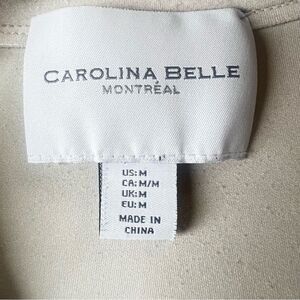 CAROLINA BELLE
MONTRÉAL
US: M
CA: M/M
UK: M
EU: M
MADE IN
CHINA